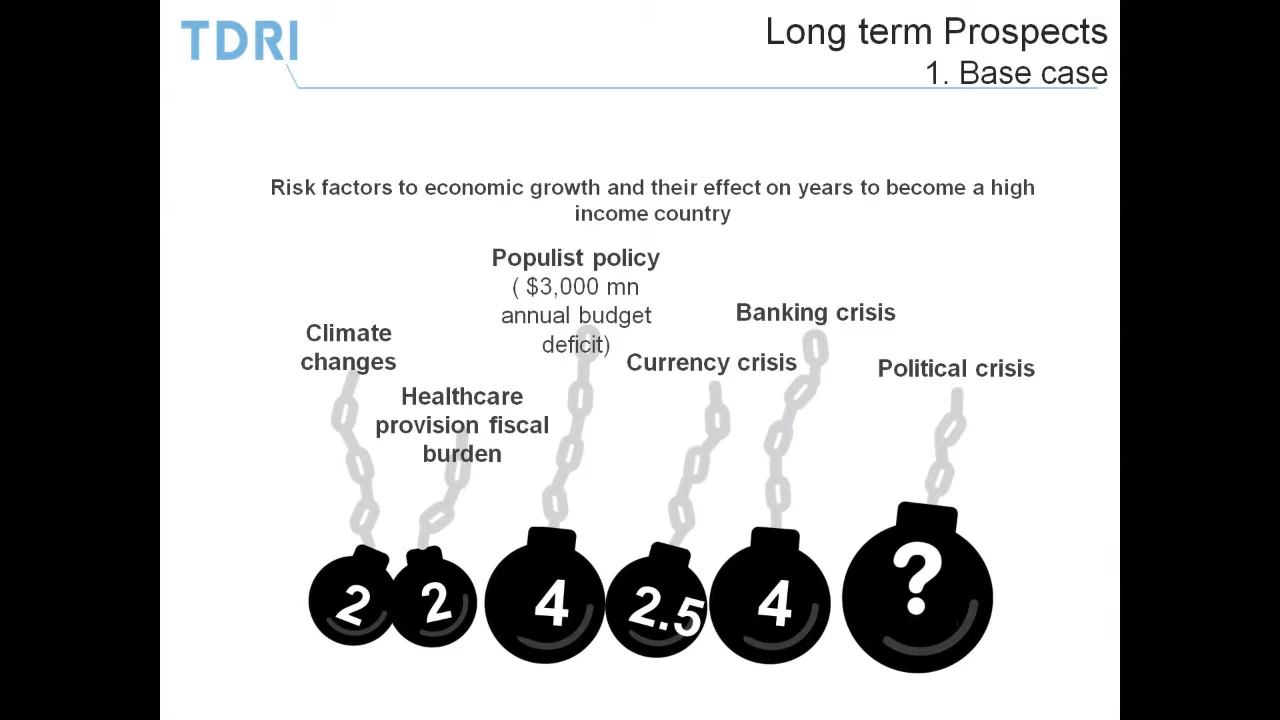 TDRI
Long term Prospects
1. Base case
Risk factors to economic growth and their effect on years to become a high
income country
Climate
changes
Healthcare
provision fiscal
burden
Populist policy
( $3,000 mn
annual budget
deficit)
Currency crisis
Banking crisis
Political crisis
2
2
4
2.5
4
?